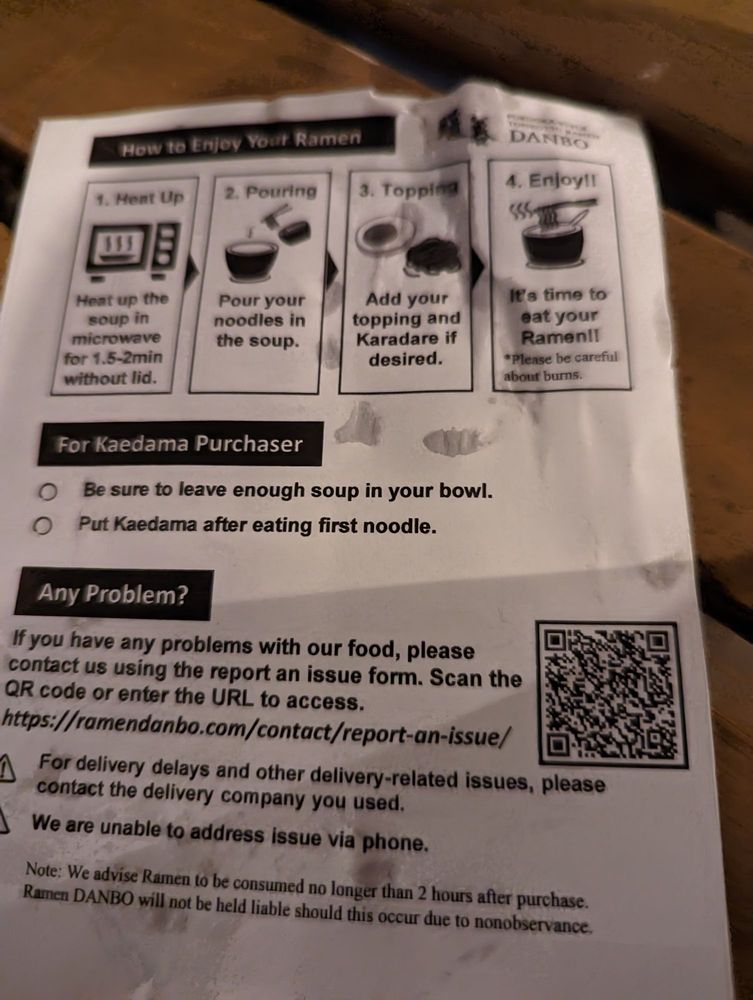 How to Enjoy Your Ramen
DANBO
1. Heat Up
Heat up the
soup in
microwave
for 1.5-2min
without lid.
2. Pouring
Pour your
noodles in
the soup.
3. Topping
Add your
topping and
Karadare if
desired.
4. Enjoy!!
It's time to
eat your
Ramen!!
*Please be careful
about burns.
For Kaedama Purchaser
Be sure to leave enough soup in your bowl.
Put Kaedama after eating first noodle.
Any Problem?
If you have any problems with our food, please
contact us using the report an issue form. Scan the
QR code or enter the URL to access.
https://ramendanbo.com/contact/report-an-issue/
For delivery delays and other delivery-related issues, please
contact the delivery company you used.
We are unable to address issue via phone.
Note: We advise Ramen to be consumed no longer than 2 hours after purchase.
Ramen DANBO will not be held liable should this occur due to nonobservance.